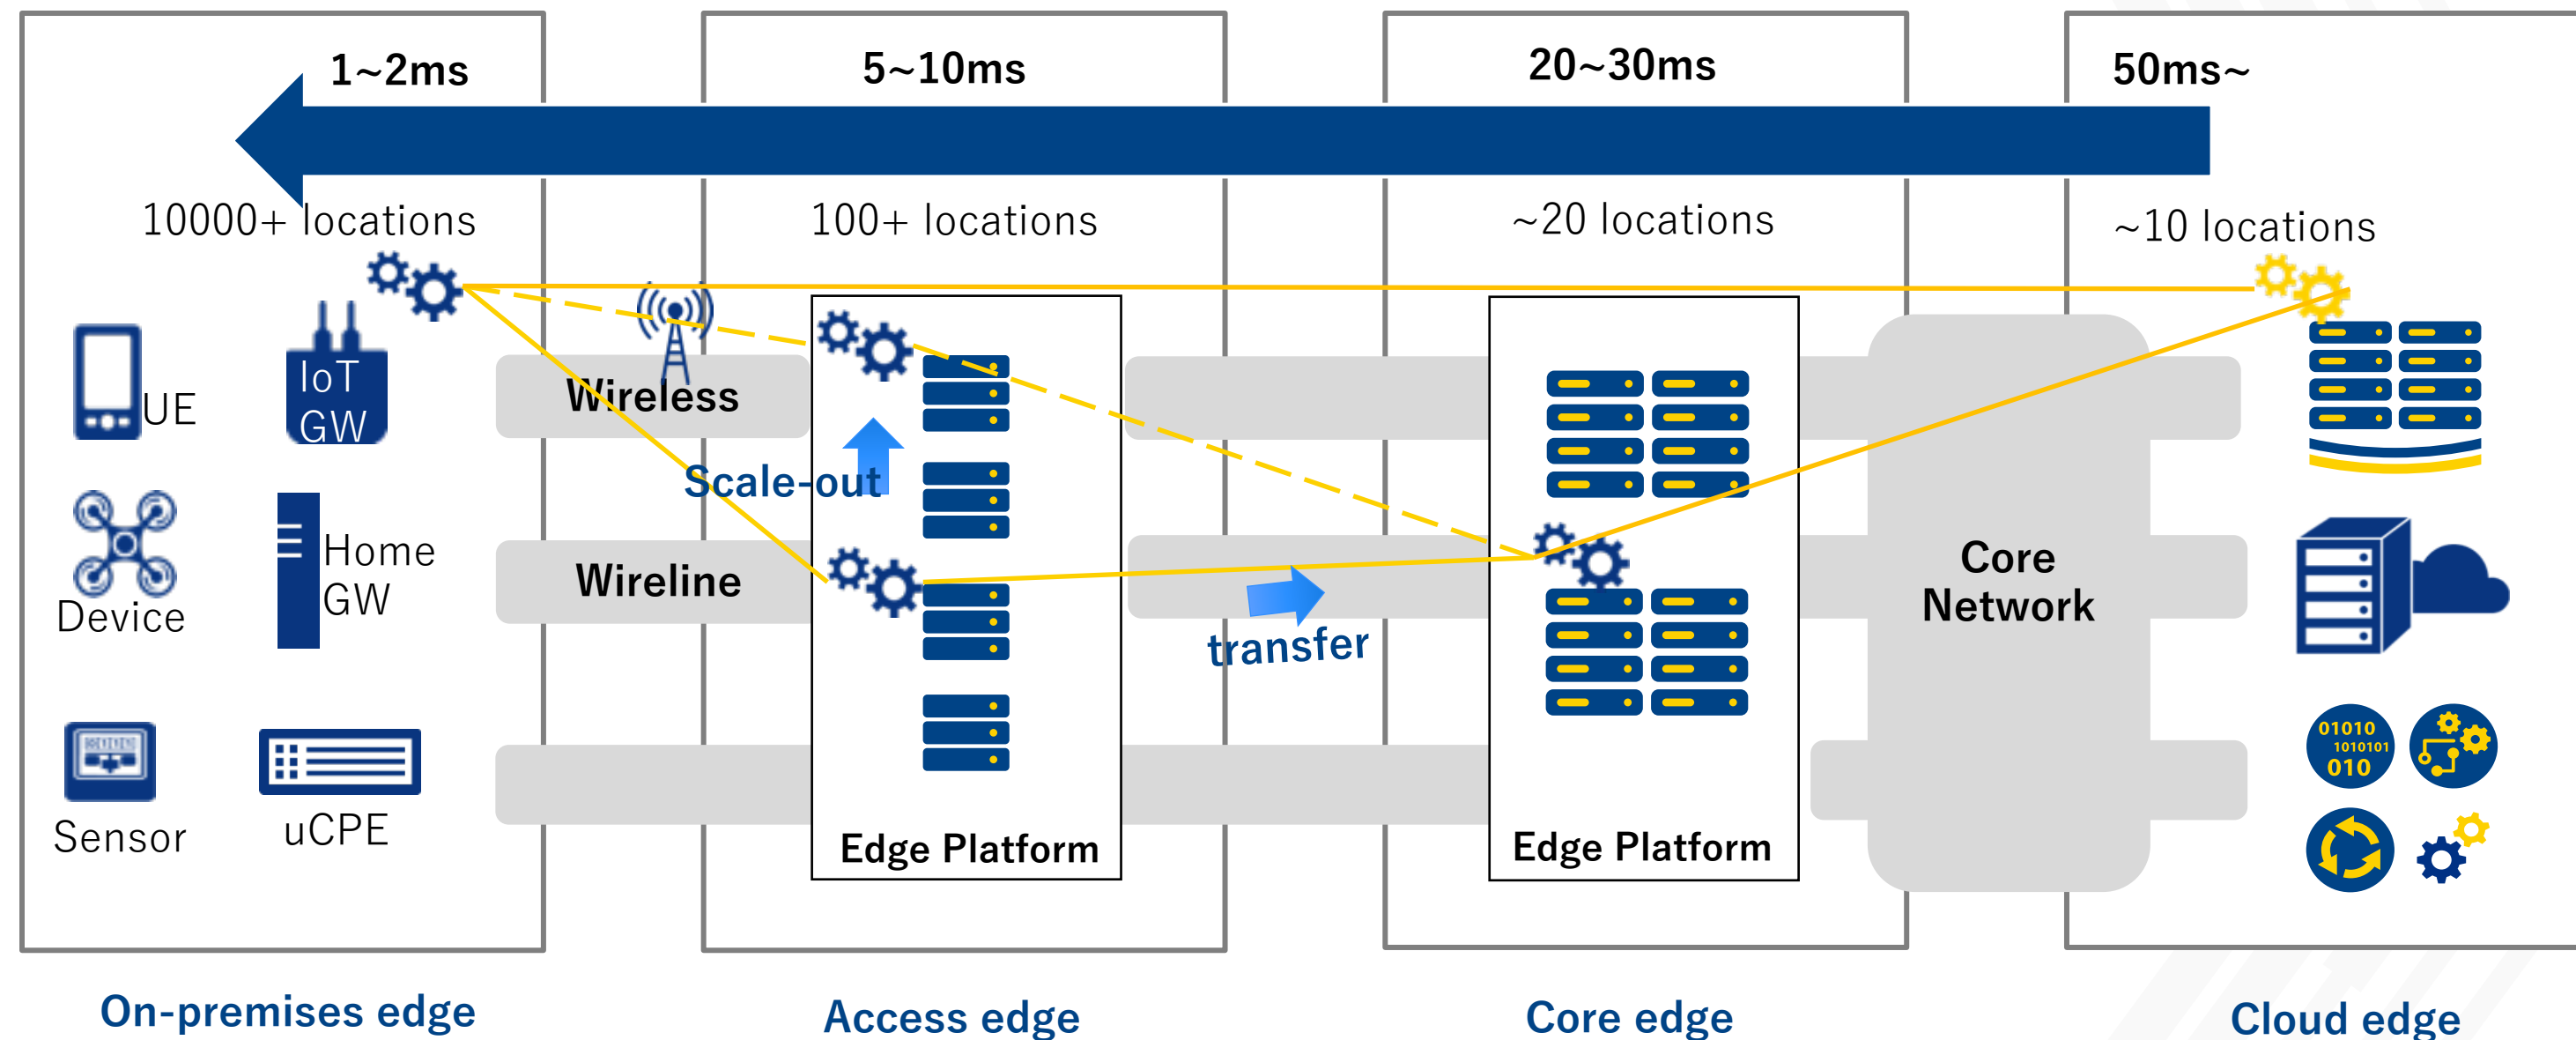 1~2ms
5~10ms
20~30ms
50ms~
10000+ locations
100+ locations
~20 locations
~10 locations
UE
IoT
GW
Wireless
Scale-out
Device
Home
GW
Wireline
transfer
Core
Network
01010
1010101
010
Sensor
uCPE
Edge Platform
Edge Platform
On-premises edge
Access edge
Core edge
Cloud edge